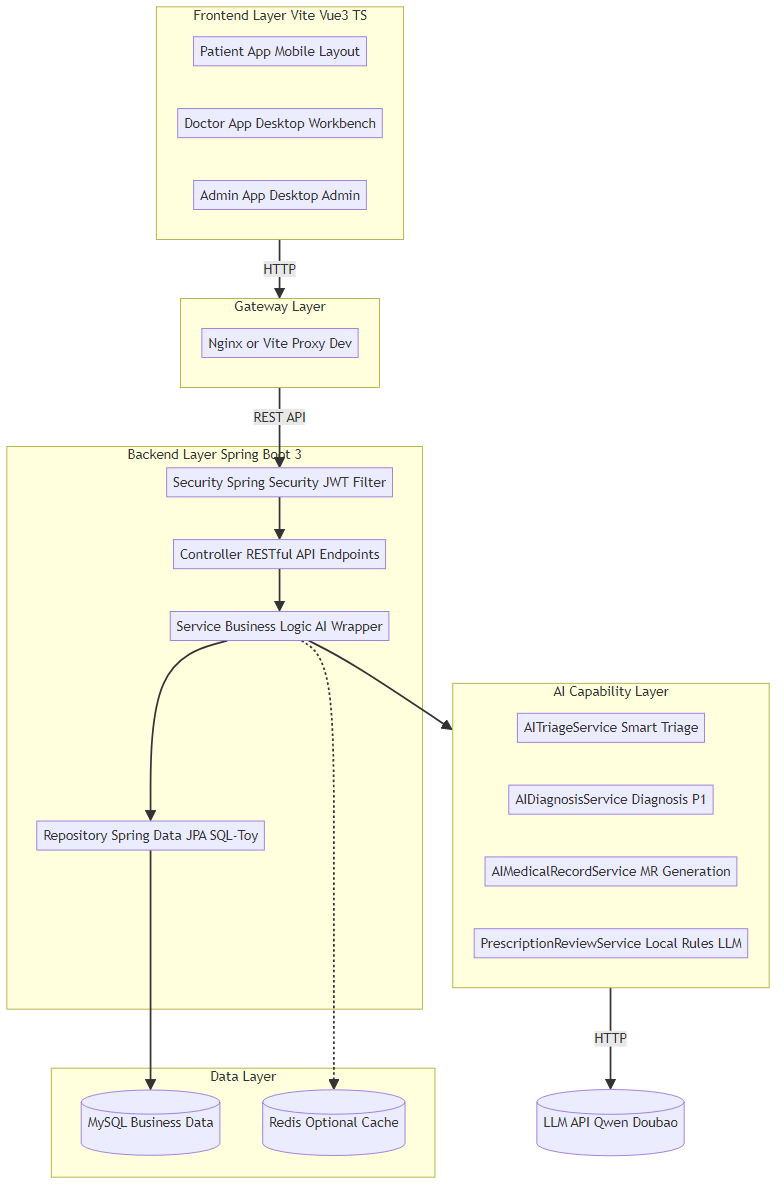 Frontend Layer Vite Vue3 TS
Patient App Mobile Layout
Doctor App Desktop Workbench
Admin App Desktop Admin
HTTP
Gateway Layer
Nginx or Vite Proxy Dev
REST API
Backend Layer Spring Boot 3
Security Spring Security JWT Filter
Controller RESTful API Endpoints
Service Business Logic AI Wrapper
Repository Spring Data JPA SQL-Toy
AI Capability Layer
AITriageService Smart Triage
AIDiagnosisService Diagnosis P1
AIMedicalRecordService MR Generation
PrescriptionReviewService Local Rules LLM
HTTP
Data Layer
MySQL Business Data
Redis Optional Cache
LLM API Qwen Doubao